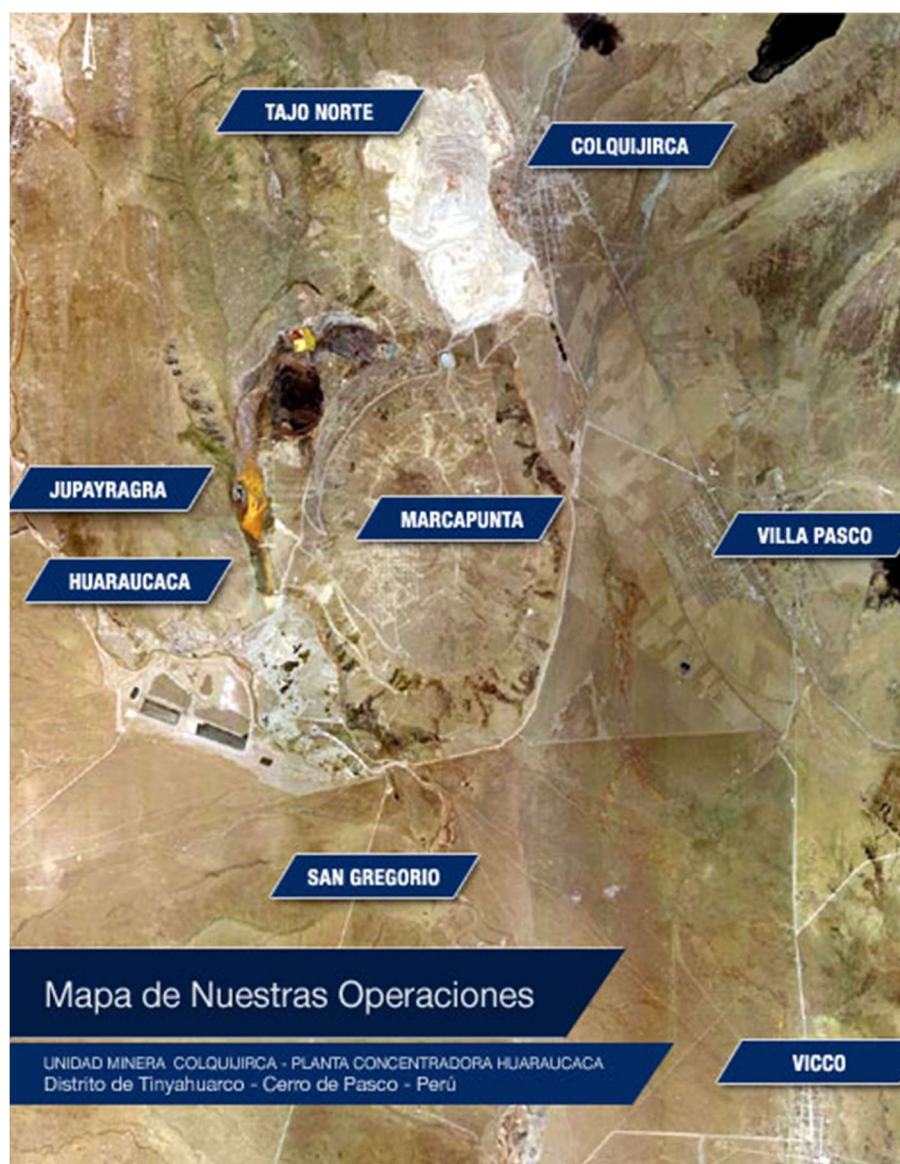 TAJO NORTE
COLQUIJIRCA
JUPAYRAGRA
MARCAPUNTA
VILLA PASCO
HUARAUCACA
SAN GREGORIO
Mapa de Nuestras Operaciones
UNIDAD MINERA COLQUIJIRCA - PLANTA CONCENTRADORA HUARAUCACA
Distrito de Tinyahuarco - Cerro de Pasco - Perú
VICCO